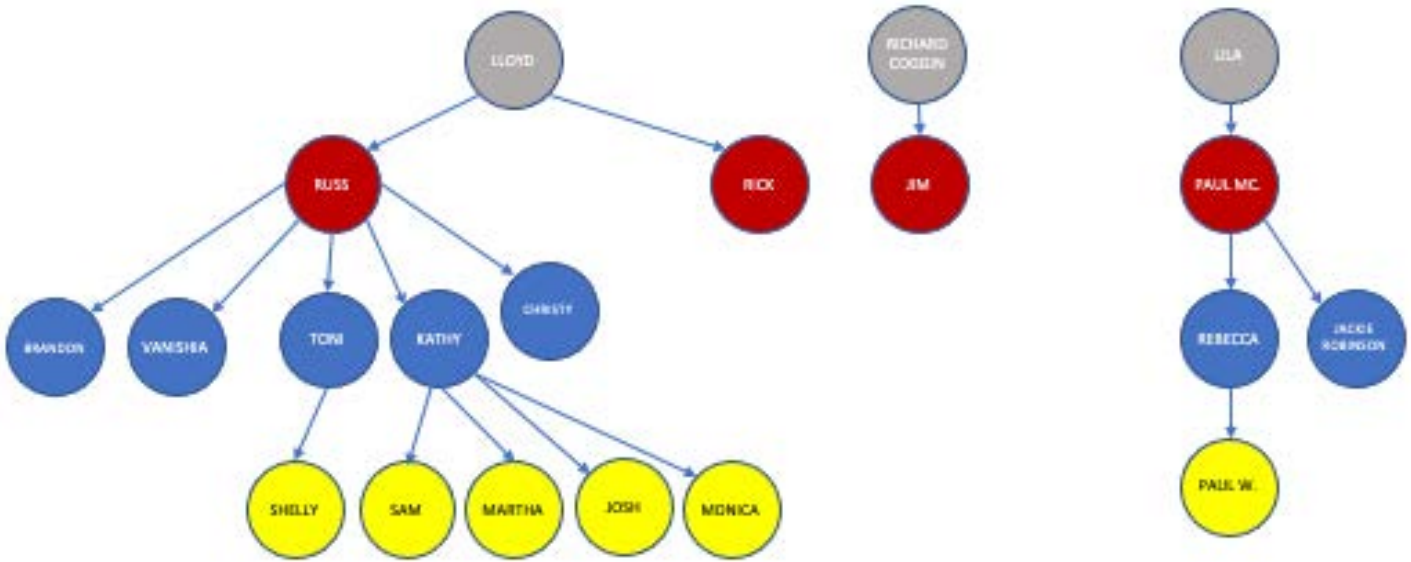 LLOYD
RICHARD
COGGIN
LILA
RUSS
RICK
JIM
PAUL MC.
BRANDON
VANISHIA
TONI
KATHY
CHRISTY
REBECCA
JACKIE
ROBINSON
SHELLY
SAM
MARTHA
JOSH
MONICA
PAUL W.